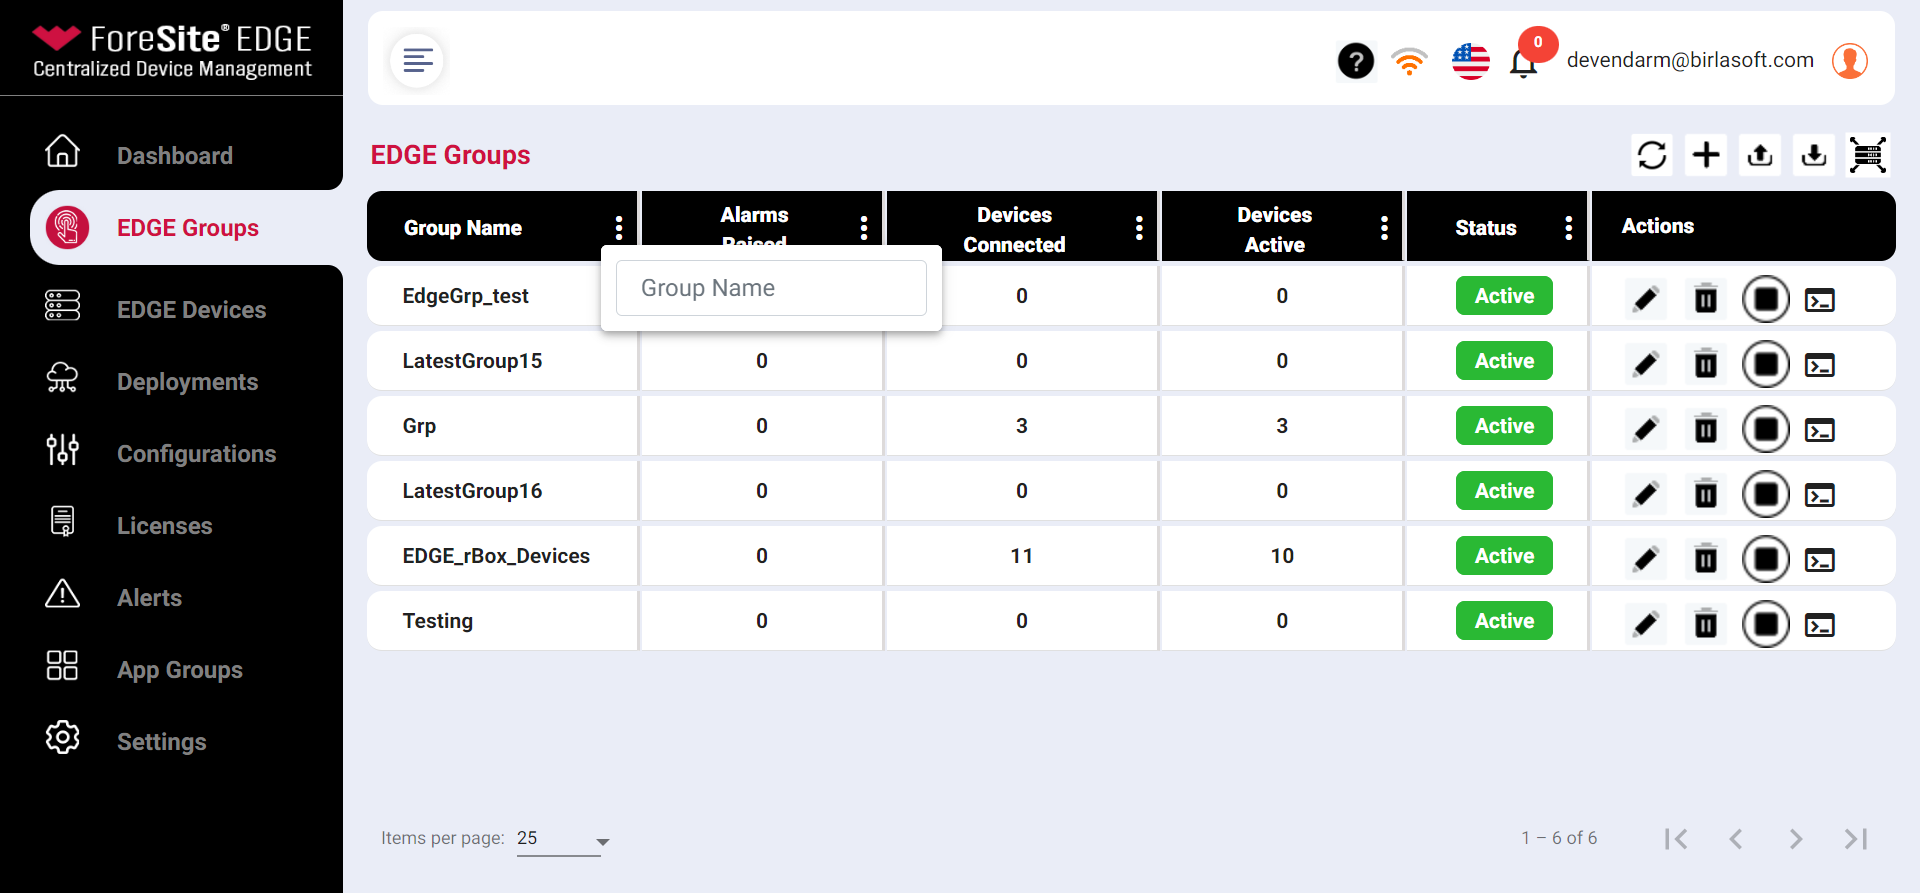 ForeSite® EDGE
Centralized Device Management
0
devendarm@birlasoft.com
Dashboard
EDGE Groups
EDGE Devices
Deployments
Configurations
Licenses
Alerts
App Groups
Settings
EDGE Groups
Group Name
Alarms
Raised
Devices
Connected
Devices
Active
Status
Actions
Group Name
EdgeGrp_test 0 0 Active
LatestGroup15 0 0 0 Active
Grp 0 3 3 Active
LatestGroup16 0 0 0 Active
EDGE_rBox_Devices 0 11 10 Active
Testing 0 0 0 Active
Items per page: 25
1 – 6 of 6